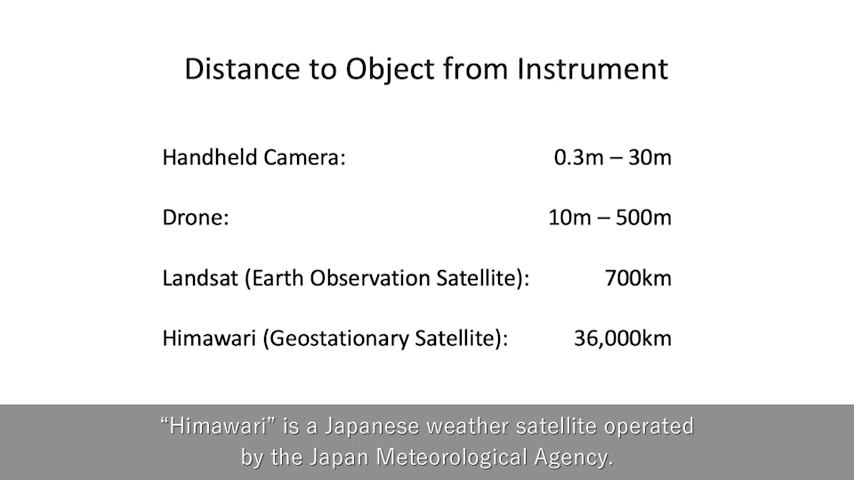 Distance to Object from Instrument
Handheld Camera: 0.3m – 30m
Drone: 10m – 500m
Landsat (Earth Observation Satellite): 700km
Himawari (Geostationary Satellite): 36,000km
“Himawari” is a Japanese weather satellite operated
by the Japan Meteorological Agency.